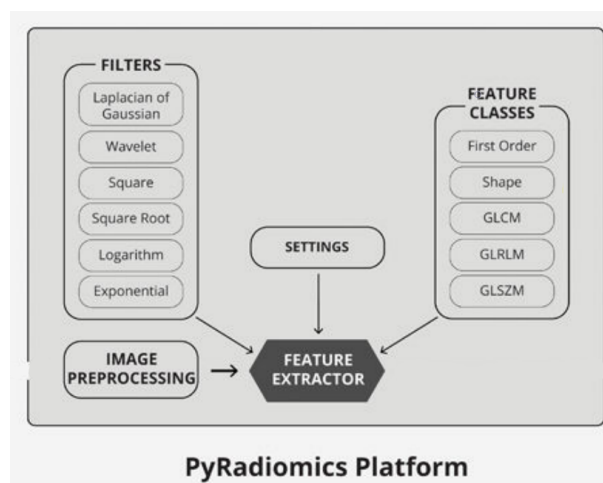 FILTERS
Laplacian of
Gaussian
Wavelet
Square
Square Root
Logarithm
Exponential
IMAGE
PREPROCESSING
SETTINGS
FEATURE
EXTRACTOR
FEATURE
CLASSES
First Order
Shape
GLCM
GLRLM
GLSZM
PyRadiomics Platform